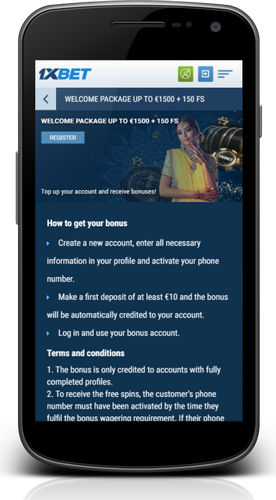 1XBET
WELCOME PACKAGE UP TO €1500 + 150 FS
WELCOME PACKAGE UP TO €1500 + 150 FS
REGISTER
Top up your account and receive bonuses!
How to get your bonus
Create a new account, enter all necessary
information in your profile and activate your phone
number.
Make a first deposit of at least €10 and the bonus
will be automatically credited to your account.
Log in and use your bonus account.
Terms and conditions
1. The bonus is only credited to accounts with fully
completed profiles.
2. To receive the free spins, the customer's phone
number must have been activated by the time they
fulfil the bonus wagering requirement. If their phone